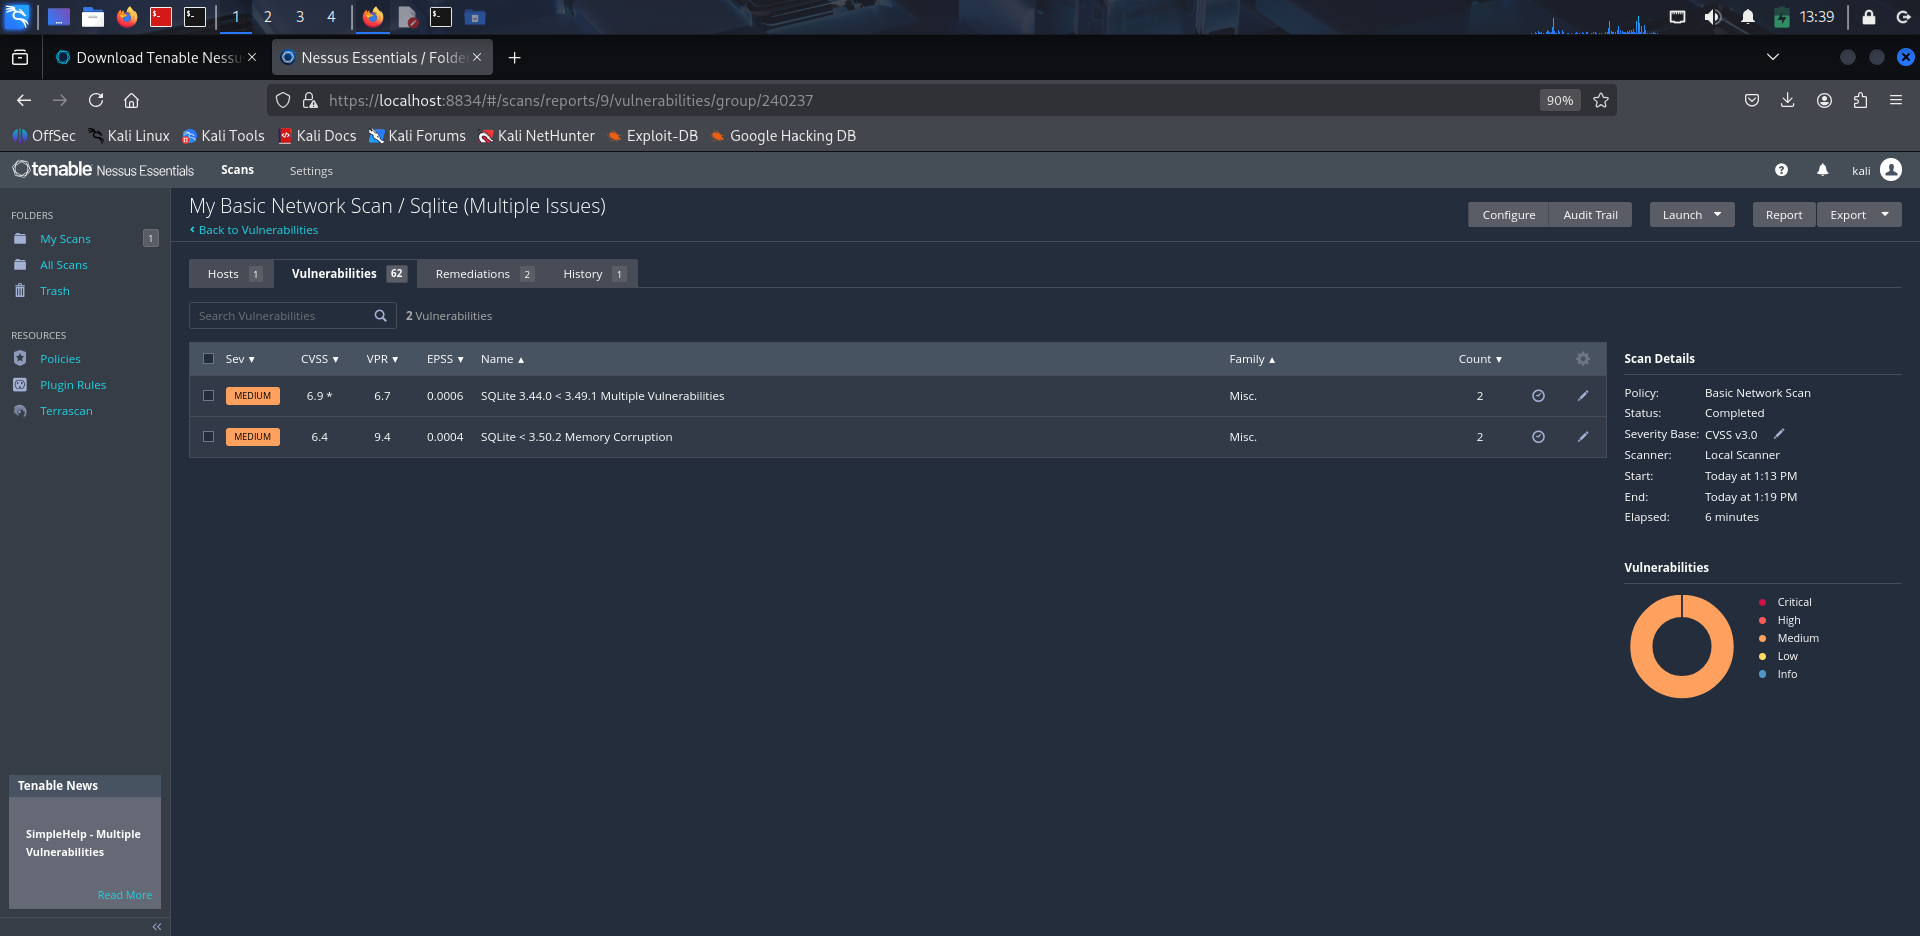 1 2 3 4 13:39
Download Tenable Nessu Nessus Essentials / Folde
https://localhost:8834/#/scans/reports/9/vulnerabilities/group/240237 90%
OffSec Kali Linux Kali Tools Kali Docs Kali Forums Kali NetHunter Exploit-DB Google Hacking DB
tenable Nessus Essentials Scans Settings kali
FOLDERS
My Scans 1
All Scans
Trash
RESOURCES
Policies
Plugin Rules
Terrascan
Tenable News
SimpleHelp - Multiple
Vulnerabilities
Read More
My Basic Network Scan / Sqlite (Multiple Issues)
Back to Vulnerabilities
Configure Audit Trail Launch Report Export
Hosts 1 Vulnerabilities 62 Remediations 2 History 1
Search Vulnerabilities 2 Vulnerabilities
Sev CVSS VPR EPSS Name Family Count
MEDIUM 6.9 * 6.7 0.0006 SQLite 3.44.0 < 3.49.1 Multiple Vulnerabilities Misc. 2
MEDIUM 6.4 9.4 0.0004 SQLite < 3.50.2 Memory Corruption Misc. 2
Scan Details
Policy: Basic Network Scan
Status: Completed
Severity Base: CVSS v3.0
Scanner: Local Scanner
Start: Today at 1:13 PM
End: Today at 1:19 PM
Elapsed: 6 minutes
Vulnerabilities
Critical
High
Medium
Low
Info